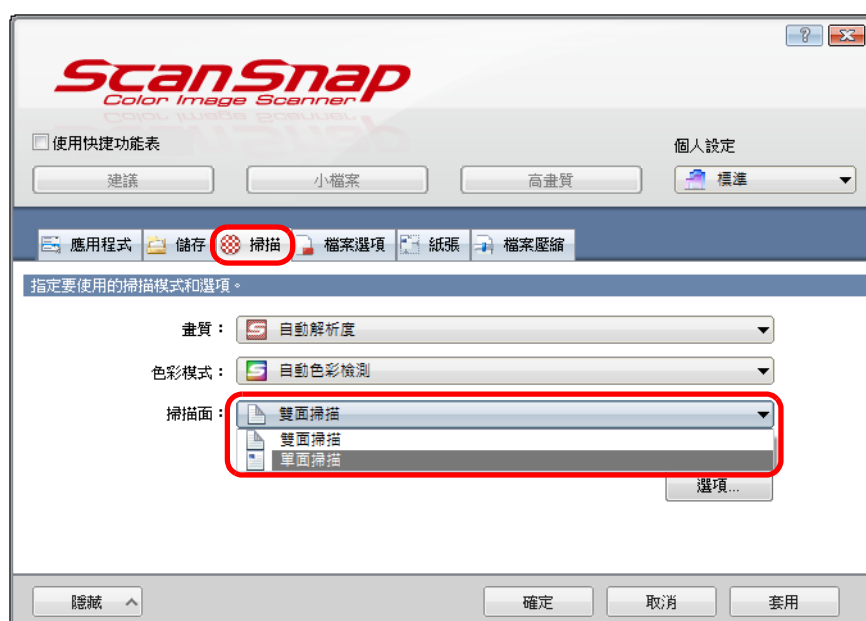 ScanSnap
Color Image Scanner
使用快捷功能表
個人設定
建議 小檔案 高畫質 標準
應用程式 儲存 掃描 檔案選項 紙張 檔案壓縮
指定要使用的掃描模式和選項。
畫質： 自動解析度
色彩模式： 自動色彩檢測
掃描面： 雙面掃描
雙面掃描
單面掃描
選項...
隱藏 確定 取消 套用